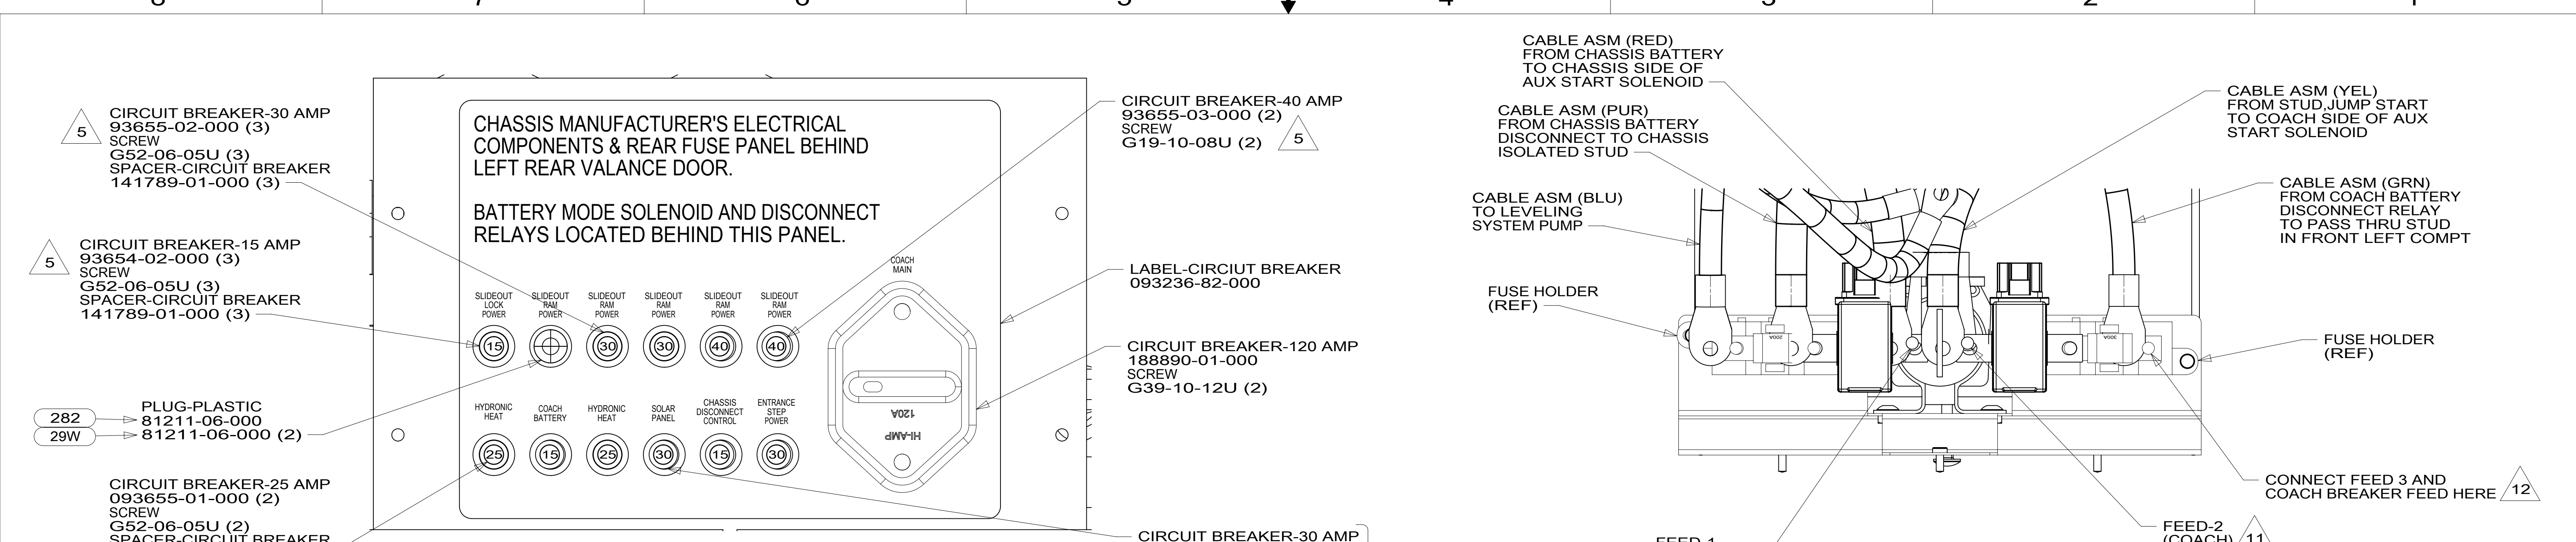 CIRCUIT BREAKER-30 AMP
93655-02-000 (3)
SCREW
G52-06-05U (3)
SPACER-CIRCUIT BREAKER
141789-01-000 (3)
5
CIRCUIT BREAKER-15 AMP
93654-02-000 (3)
SCREW
G52-06-05U (3)
SPACER-CIRCUIT BREAKER
141789-01-000 (3)
5
282
29W
PLUG-PLASTIC
81211-06-000
81211-06-000 (2)
CIRCUIT BREAKER-25 AMP
093655-01-000 (2)
SCREW
G52-06-05U (2)
SPACER-CIRCUIT BREAKER
CHASSIS MANUFACTURER'S ELECTRICAL
COMPONENTS & REAR FUSE PANEL BEHIND
LEFT REAR VALANCE DOOR.
BATTERY MODE SOLENOID AND DISCONNECT
RELAYS LOCATED BEHIND THIS PANEL.
COACH
MAIN
SLIDEOUT
LOCK
POWER
SLIDEOUT
RAM
POWER
SLIDEOUT
RAM
POWER
SLIDEOUT
RAM
POWER
SLIDEOUT
RAM
POWER
SLIDEOUT
RAM
POWER
15
30
30
40
40
HYDRONIC
HEAT
COACH
BATTERY
HYDRONIC
HEAT
SOLAR
PANEL
CHASSIS
DISCONNECT
CONTROL
ENTRANCE
STEP
POWER
25
15
25
30
15
30
120A
HI-AMP
CIRCUIT BREAKER-40 AMP
93655-03-000 (2)
SCREW
G19-10-08U (2)
5
LABEL-CIRCIUT BREAKER
093236-82-000
CIRCUIT BREAKER-120 AMP
188890-01-000
SCREW
G39-10-12U (2)
CIRCUIT BREAKER-30 AMP
CABLE ASM (RED)
FROM CHASSIS BATTERY
TO CHASSIS SIDE OF
AUX START SOLENOID
CABLE ASM (PUR)
FROM CHASSIS BATTERY
DISCONNECT TO CHASSIS
ISOLATED STUD
CABLE ASM (BLU)
TO LEVELING
SYSTEM PUMP
FUSE HOLDER
(REF)
CABLE ASM (YEL)
FROM STUD,JUMP START
TO COACH SIDE OF AUX
START SOLENOID
CABLE ASM (GRN)
FROM COACH BATTERY
DISCONNECT RELAY
TO PASS THRU STUD
IN FRONT LEFT COMPT
200A
300A
FUSE HOLDER
(REF)
CONNECT FEED 3 AND
COACH BREAKER FEED HERE
12
FEED-2
(COACH)
11
FEED-1